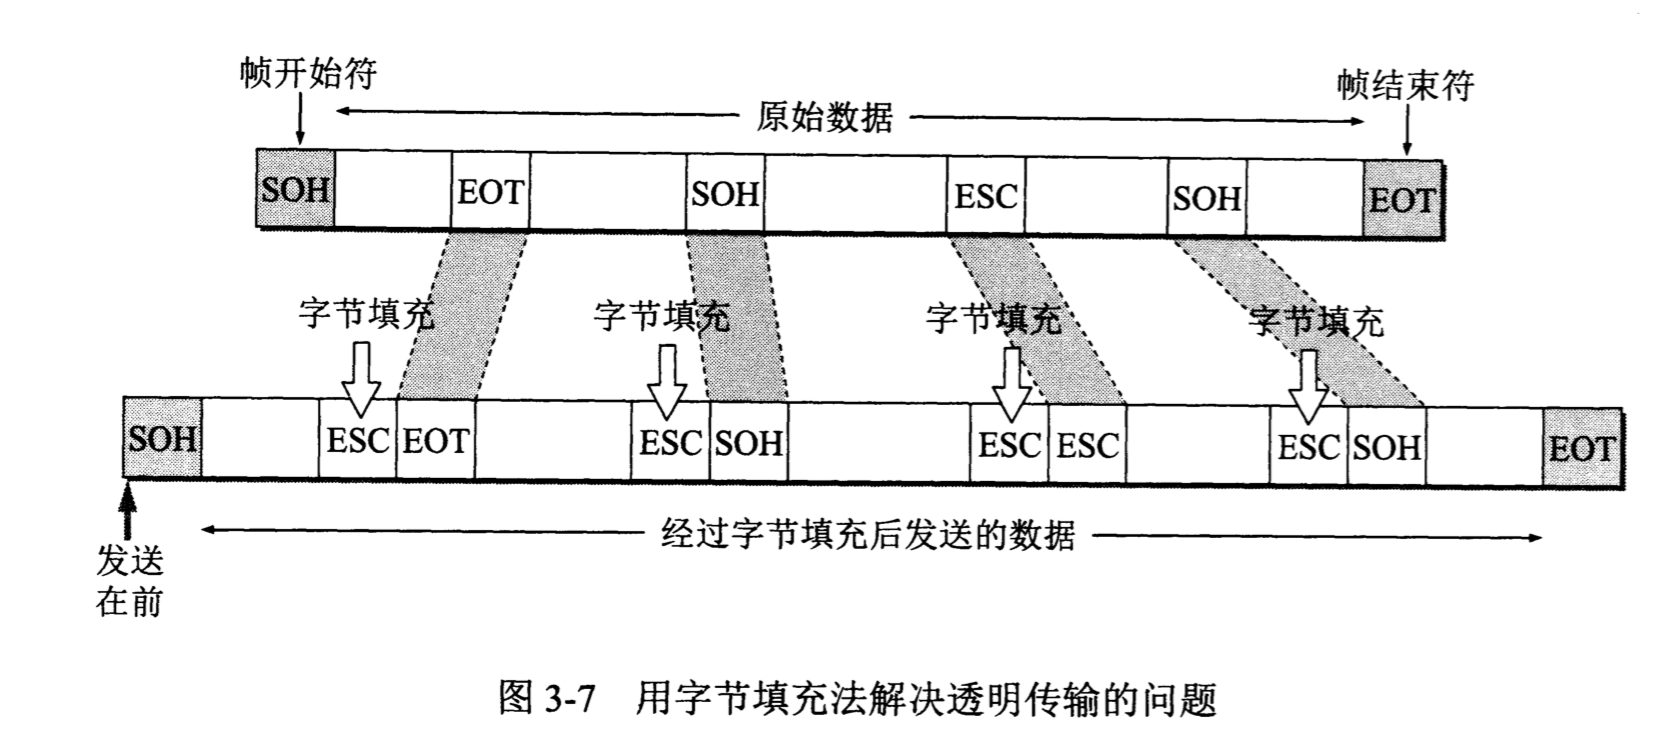 帧开始符
原始数据
帧结束符
SOH EOT SOH ESC SOH EOT
字节填充 字节填充 字节填充 字节填充
SOH ESC EOT ESC SOH ESC ESC ESC SOH EOT
发送
在前
经过字节填充后发送的数据
图 3-7 用字节填充法解决透明传输的问题